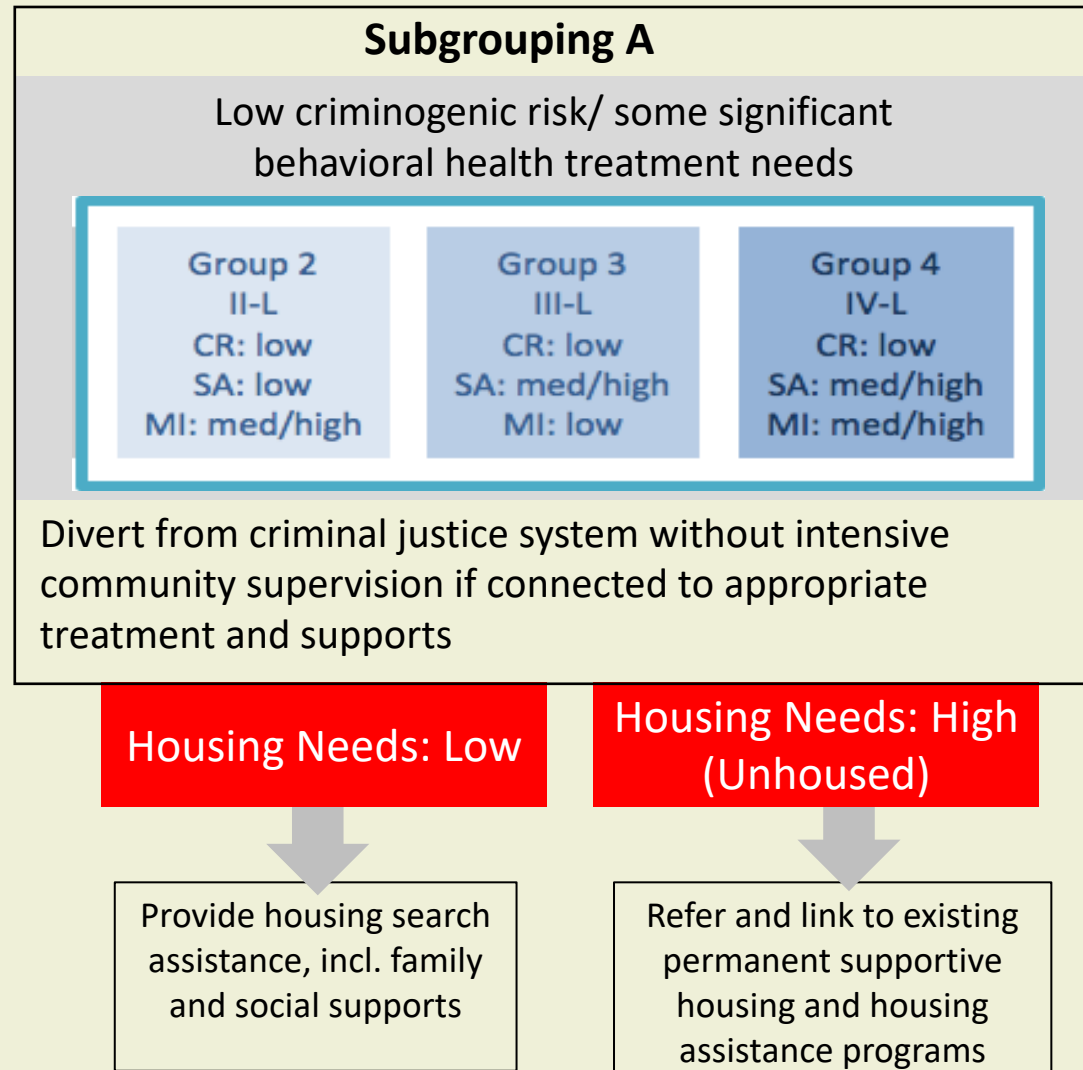 Subgrouping A
Low criminogenic risk/ some significant
behavioral health treatment needs
Group 2
II-L
CR: low
SA: low
MI: med/high
Group 3
III-L
CR: low
SA: med/high
MI: low
Group 4
IV-L
CR: low
SA: med/high
MI: med/high
Divert from criminal justice system without intensive
community supervision if connected to appropriate
treatment and supports
Housing Needs: Low
Provide housing search
assistance, incl. family
and social supports
Housing Needs: High
(Unhoused)
Refer and link to existing
permanent supportive
housing and housing
assistance programs